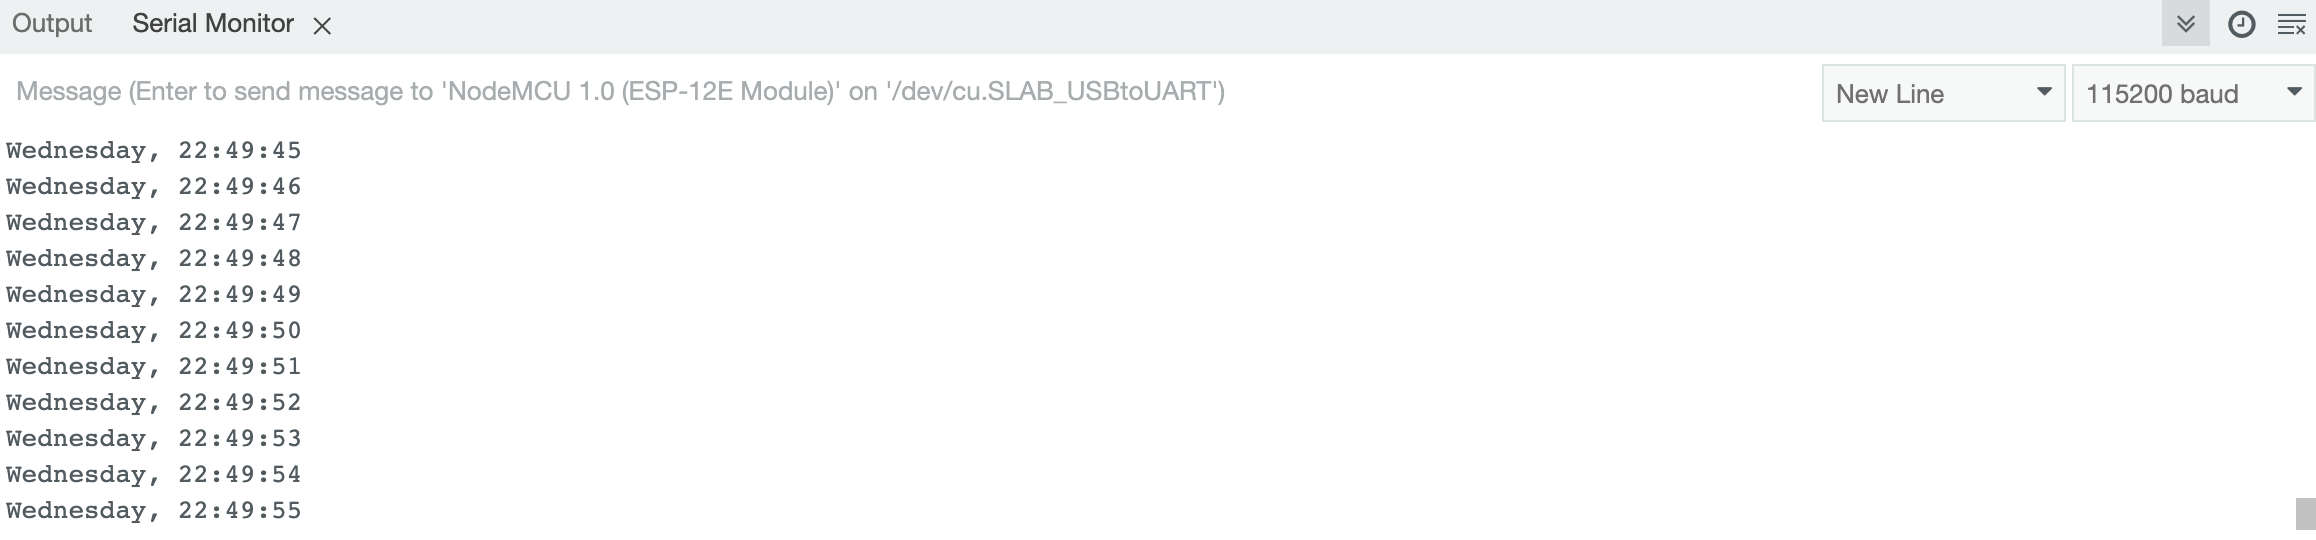 Output Serial Monitor
Message (Enter to send message to 'NodeMCU 1.0 (ESP-12E Module)' on '/dev/cu.SLAB_USBtoUART') New Line 115200 baud
Wednesday, 22:49:45
Wednesday, 22:49:46
Wednesday, 22:49:47
Wednesday, 22:49:48
Wednesday, 22:49:49
Wednesday, 22:49:50
Wednesday, 22:49:51
Wednesday, 22:49:52
Wednesday, 22:49:53
Wednesday, 22:49:54
Wednesday, 22:49:55